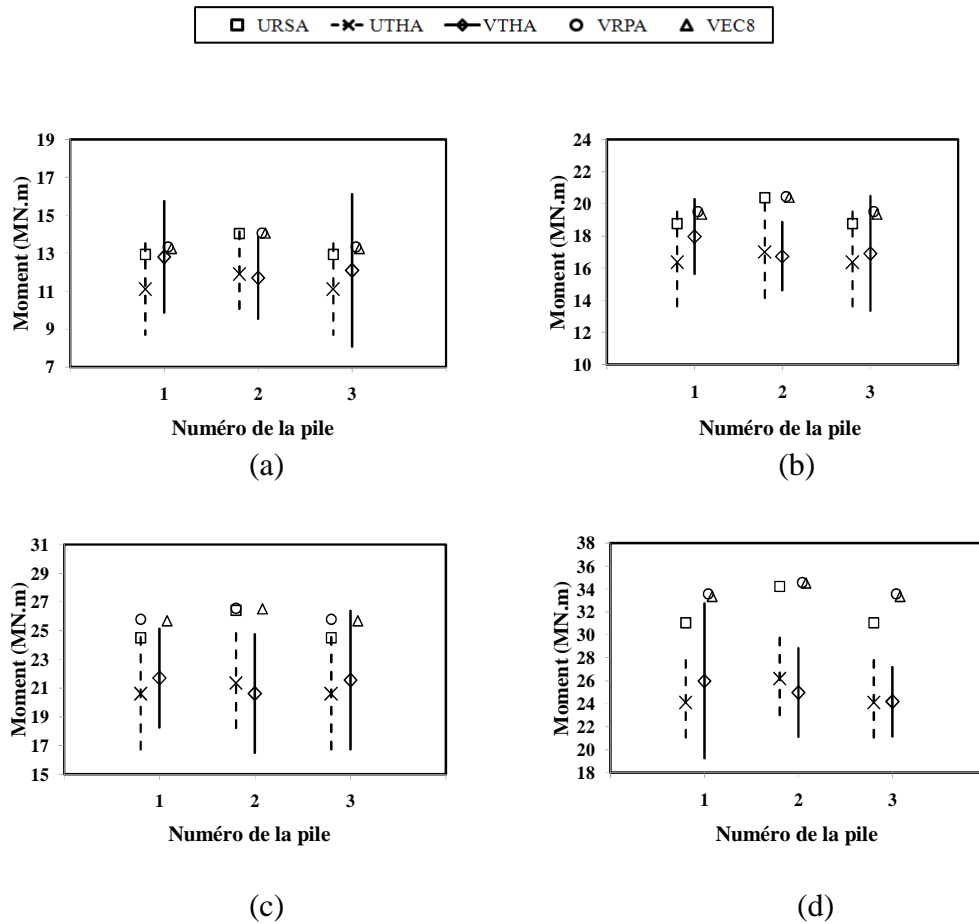 URSA UTHA VTHA VRPA VEC8
19
17
15
13
11
9
7
Moment (MN.m)
1 2 3
Numéro de la pile
(a)
24
22
20
18
16
14
12
10
Moment (MN.m)
1 2 3
Numéro de la pile
(b)
31
29
27
25
23
21
19
17
15
Moment (MN.m)
1 2 3
Numéro de la pile
(c)
38
36
34
32
30
28
26
24
22
20
18
Moment (MN.m)
1 2 3
Numéro de la pile
(d)